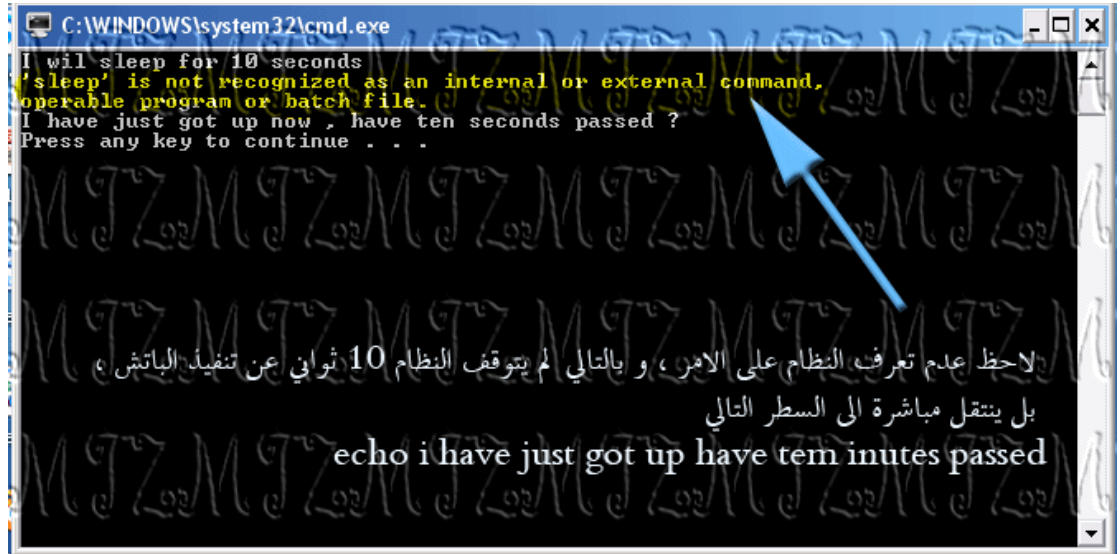 C:\WINDOWS\system32\cmd.exe
I wil sleep for 10 seconds
'sleep' is not recognized as an internal or external command,
operable program or batch file.
I have just got up now , have ten seconds passed ?
Press any key to continue . . .
لاحظ عدم تعرف النظام على الامر ، و بالتالي لم يتوقف النظام 10 ثواني عن تنفيذ الباتش ،
بل ينتقل مباشرة الى السطر التالي
echo i have just got up have tem inutes passed